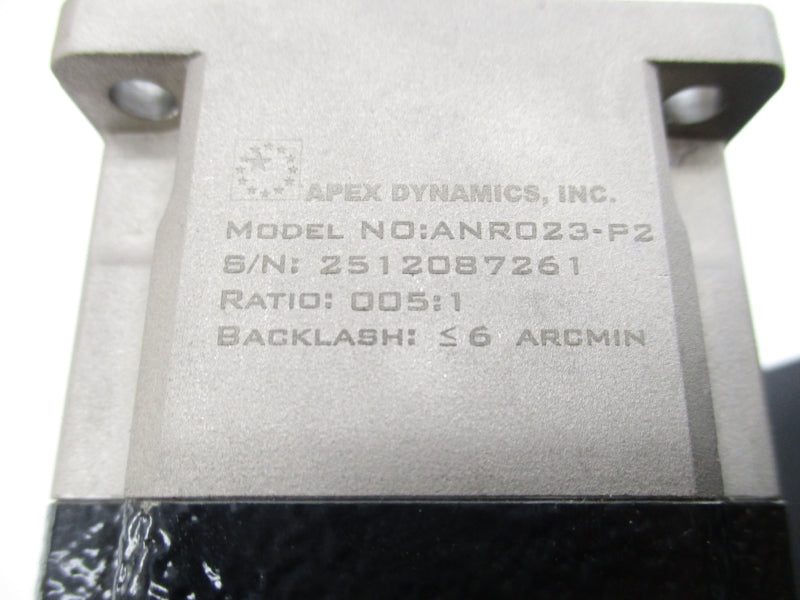 APEX DYNAMICS, INC.
MODEL NO:ANR023-P2
S/N: 2512087261
RATIO: 005:1
BACKLASH: ≤6 ARCMIN